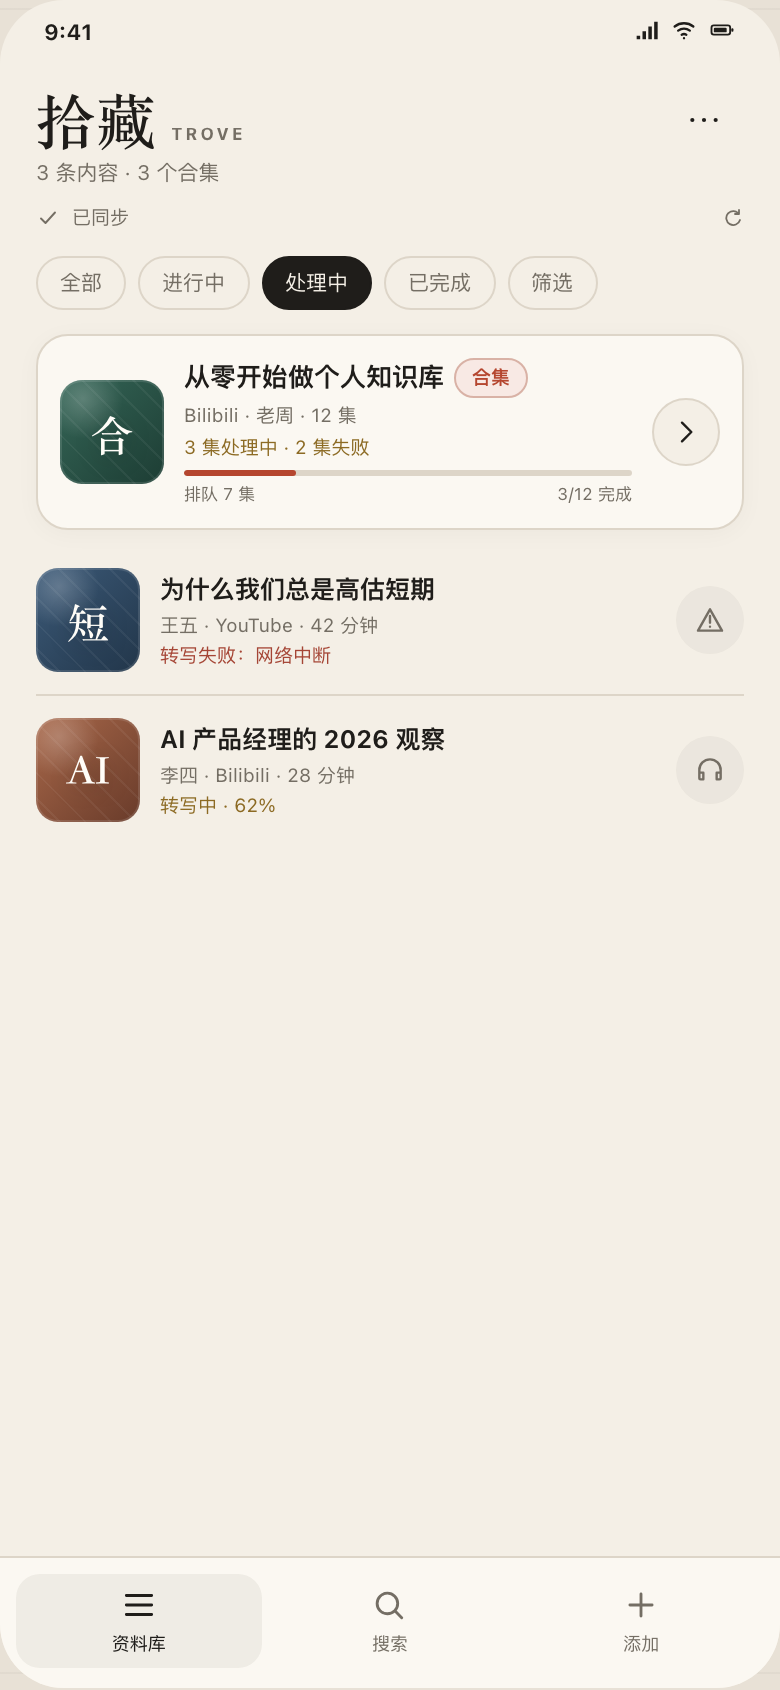 9:41
拾藏 TROVE
3 条内容 · 3 个合集
已同步
全部 进行中 处理中 已完成 筛选
从零开始做个人知识库 合集
合
Bilibili · 老周 · 12 集
3 集处理中 · 2 集失败
排队 7 集 3/12 完成
为什么我们总是高估短期
短
王五 · YouTube · 42 分钟
转写失败：网络中断
AI 产品经理的 2026 观察
AI
李四 · Bilibili · 28 分钟
转写中 · 62%
资料库 搜索 添加